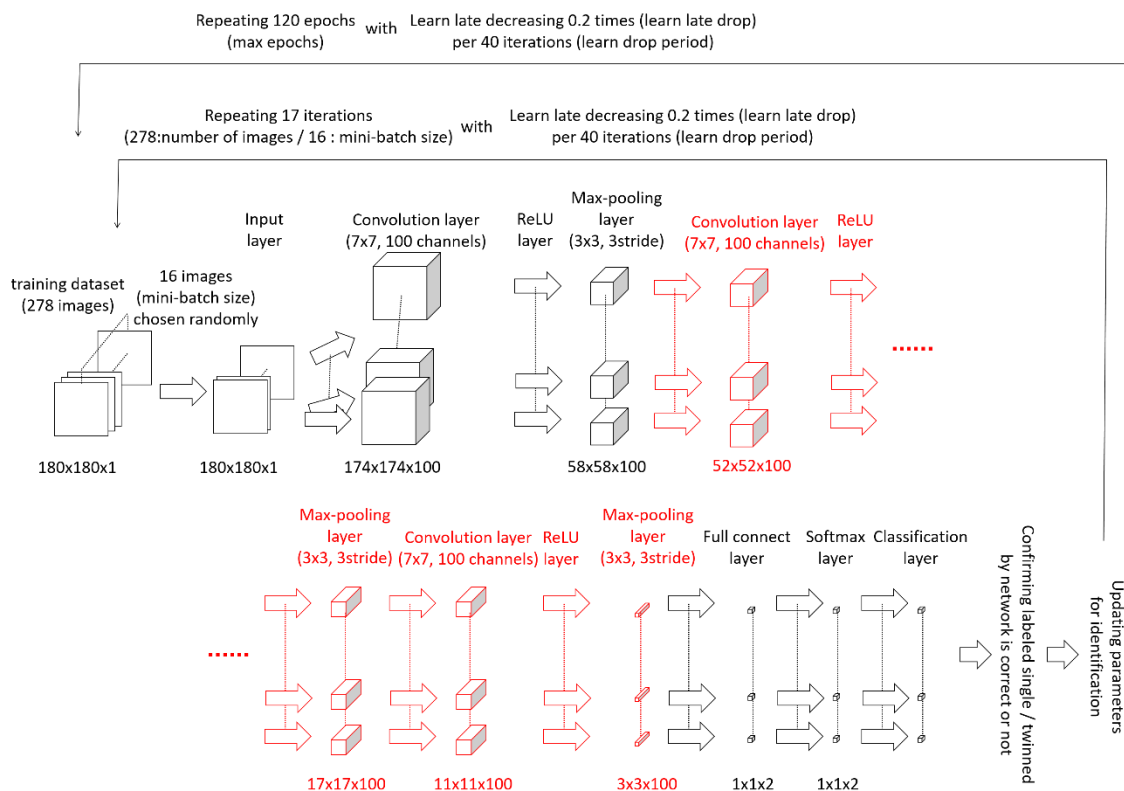 Repeating 120 epochs
(max epochs)
with
Learn late decreasing 0.2 times (learn late drop)
per 40 iterations (learn drop period)
Repeating 17 iterations
(278:number of images / 16 : mini-batch size)
with
Learn late decreasing 0.2 times (learn late drop)
per 40 iterations (learn drop period)
training dataset
(278 images)
16 images
(mini-batch size)
chosen randomly
Input
layer
Convolution layer
(7x7, 100 channels)
ReLU
layer
Max-pooling
layer
(3x3, 3stride)
Convolution layer
(7x7, 100 channels)
ReLU
layer
......
180x180x1
180x180x1
174x174x100
58x58x100
52x52x100
......
Max-pooling
layer
(3x3, 3stride)
Convolution layer
(7x7, 100 channels)
ReLU
layer
Max-pooling
layer
(3x3, 3stride)
Full connect
layer
Softmax
layer
Classification
layer
17x17x100
11x11x100
3x3x100
1x1x2
1x1x2
Confirming labeled single / twinned
by network is correct or not
Updating parameters
for identification